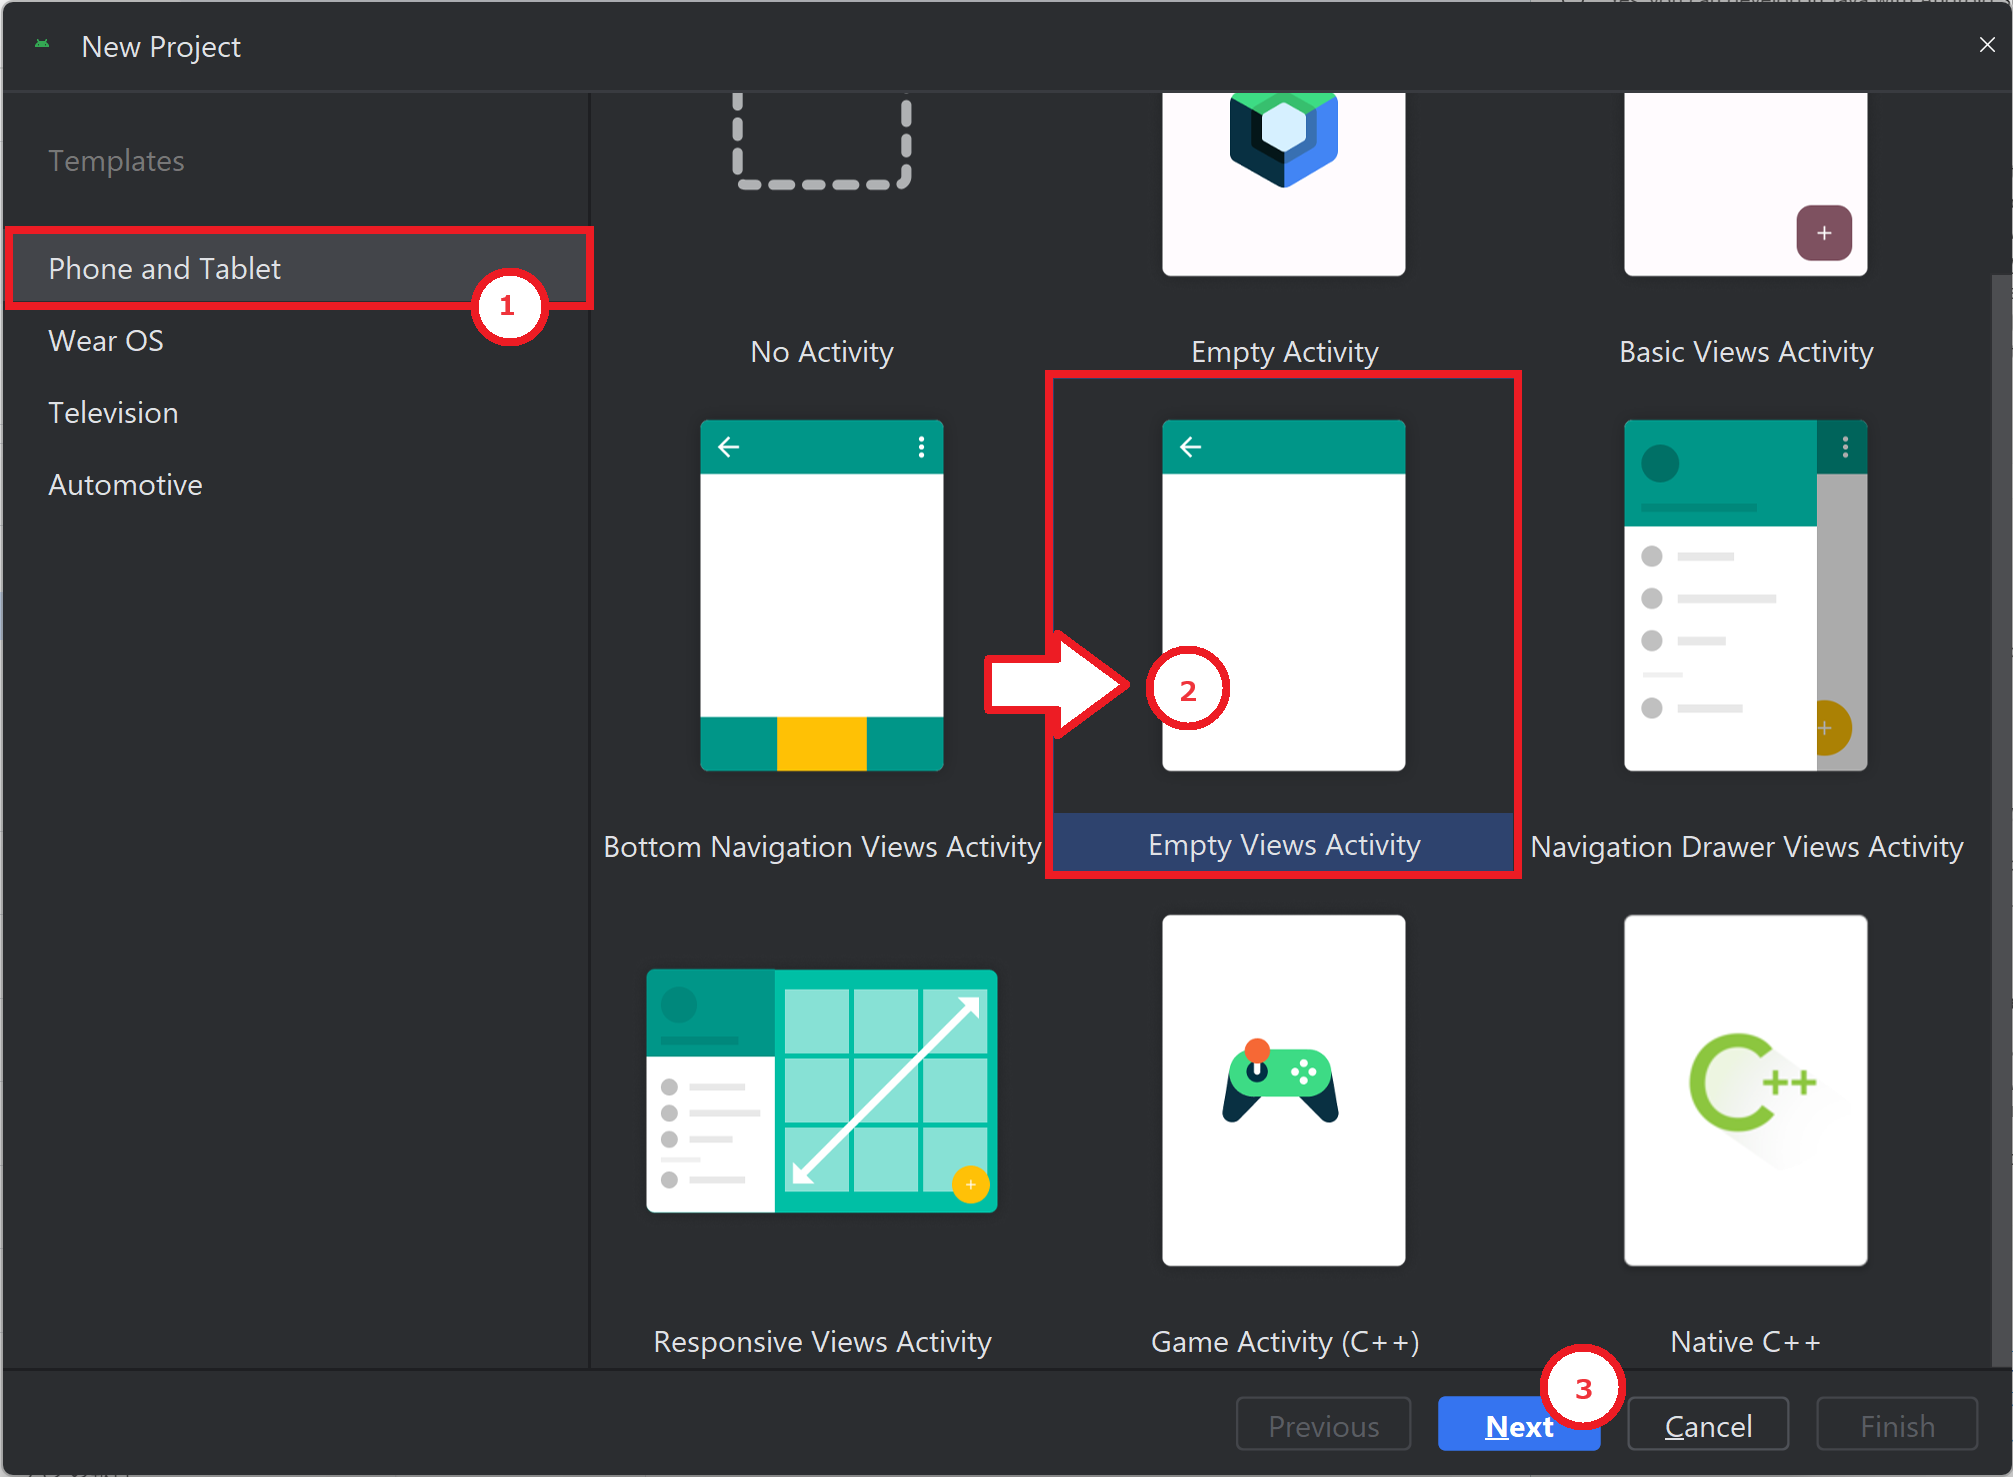 New Project
Templates
Phone and Tablet
1
Wear OS
Television
Automotive
No Activity
Empty Activity
Basic Views Activity
2
Bottom Navigation Views Activity
Empty Views Activity
Navigation Drawer Views Activity
C++
Responsive Views Activity
Game Activity (C++)
Native C++
3
Previous
Next
Cancel
Finish